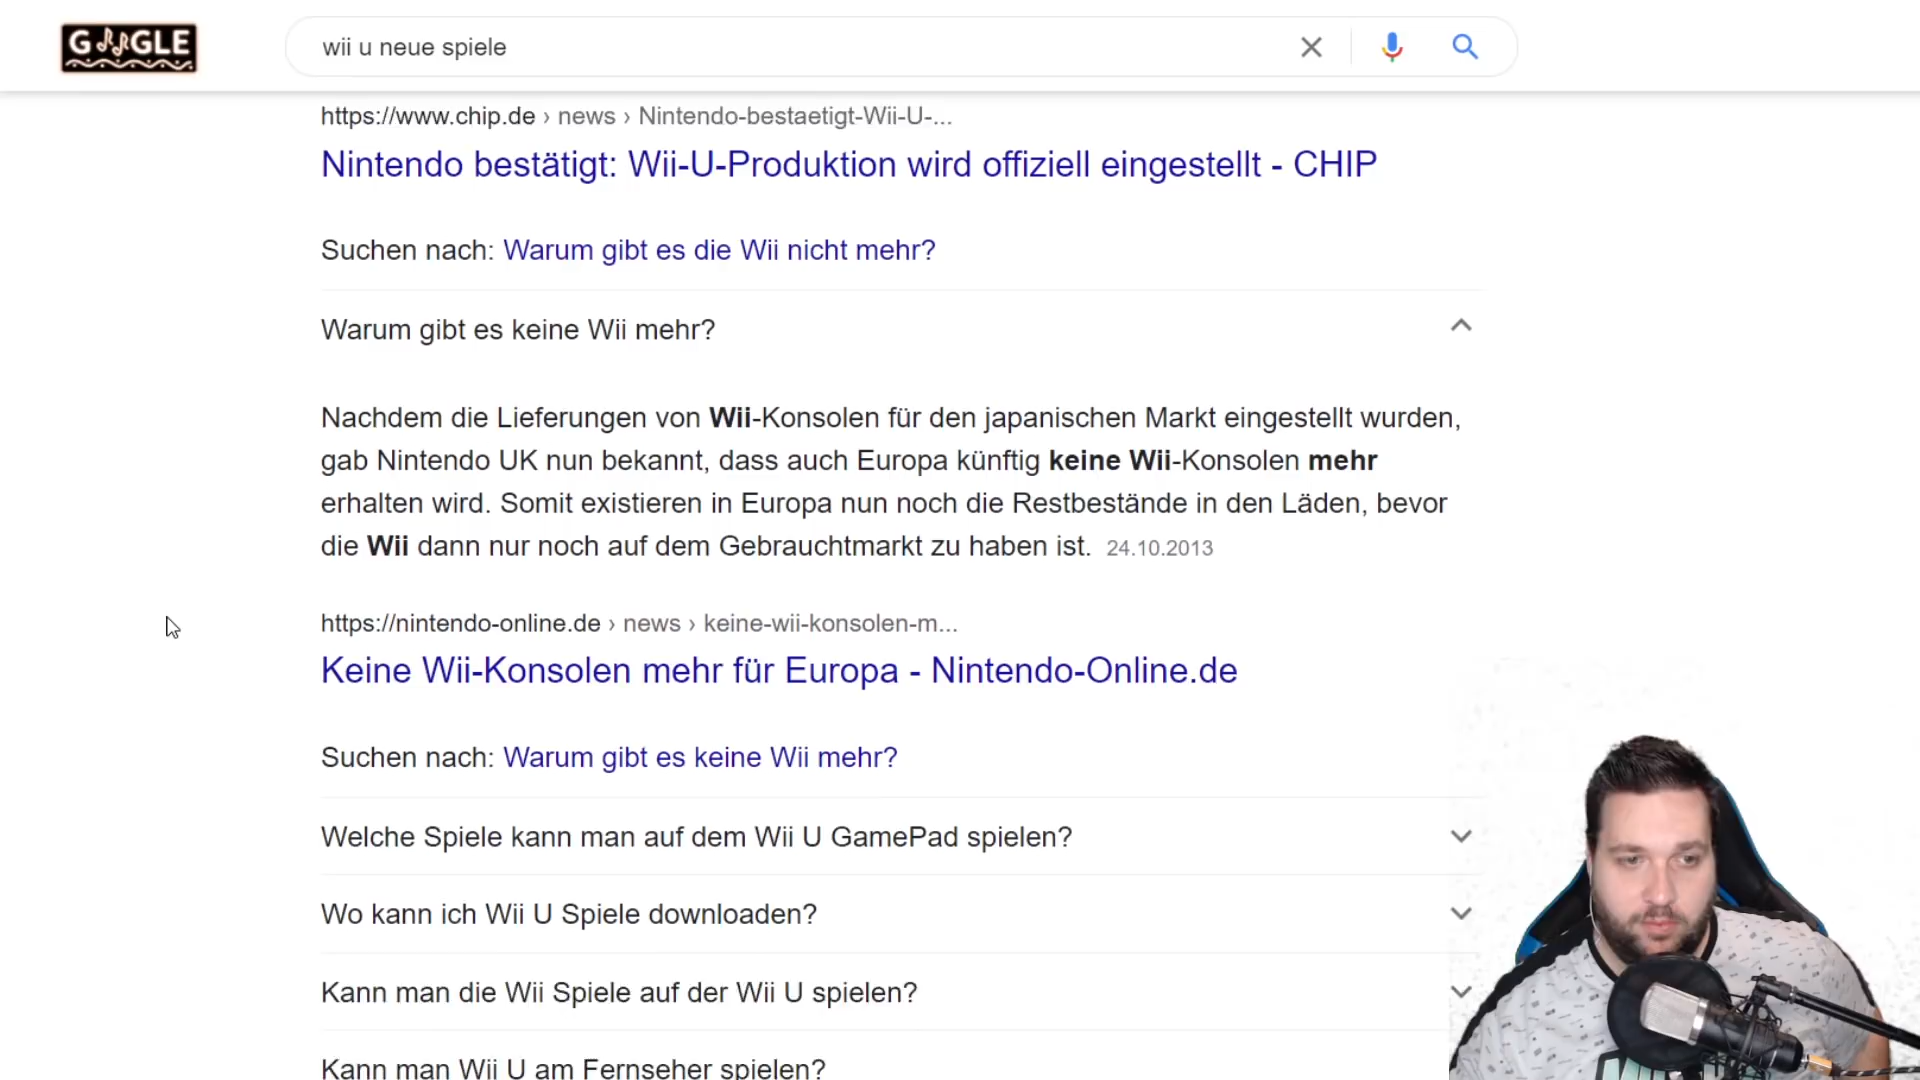 GOOGLE
wii u neue spiele
https://www.chip.de › news › Nintendo-bestaetigt-Wii-U-...
Nintendo bestätigt: Wii-U-Produktion wird offiziell eingestellt - CHIP
Suchen nach: Warum gibt es die Wii nicht mehr?
Warum gibt es keine Wii mehr?
Nachdem die Lieferungen von Wii-Konsolen für den japanischen Markt eingestellt wurden,
gab Nintendo UK nun bekannt, dass auch Europa künftig keine Wii-Konsolen mehr
erhalten wird. Somit existieren in Europa nun noch die Restbestände in den Läden, bevor
die Wii dann nur noch auf dem Gebrauchtmarkt zu haben ist. 24.10.2013
https://nintendo-online.de › news › keine-wii-konsolen-m...
Keine Wii-Konsolen mehr für Europa - Nintendo-Online.de
Suchen nach: Warum gibt es keine Wii mehr?
Welche Spiele kann man auf dem Wii U GamePad spielen?
Wo kann ich Wii U Spiele downloaden?
Kann man die Wii Spiele auf der Wii U spielen?
Kann man Wii U am Fernseher spielen?